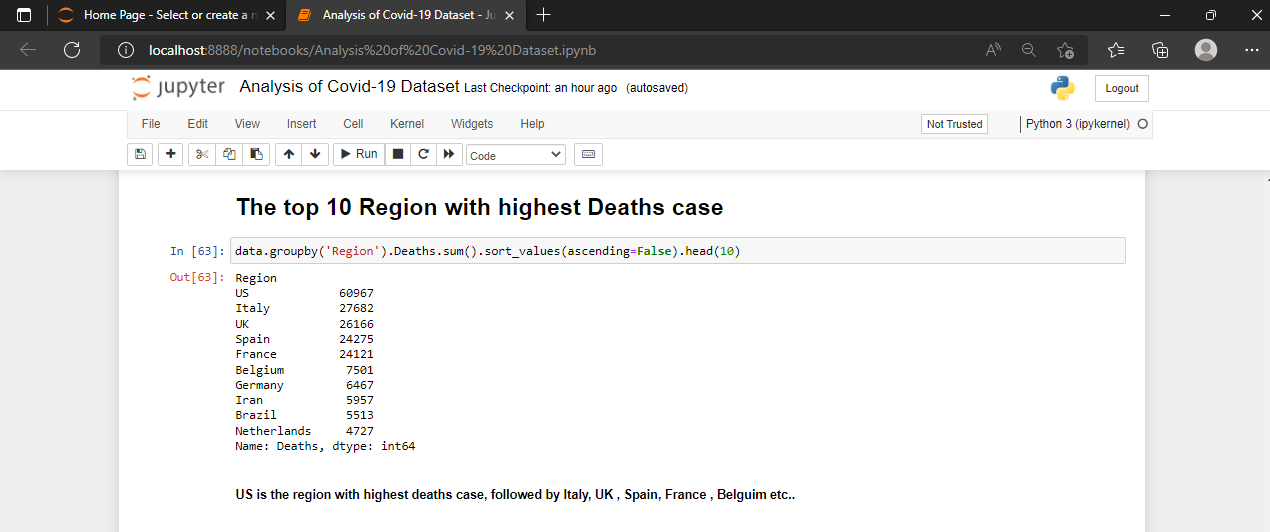 Home Page - Select or create a n
Analysis of Covid-19 Dataset - Ju
localhost:8888/notebooks/Analysis%20of%20Covid-19%20Dataset.ipynb
jupyter Analysis of Covid-19 Dataset Last Checkpoint: an hour ago (autosaved)
Logout
File Edit View Insert Cell Kernel Widgets Help
Not Trusted
Python 3 (ipykernel)
Run
Code
The top 10 Region with highest Deaths case
In [63]: data.groupby('Region').Deaths.sum().sort_values(ascending=False).head(10)
Out[63]: Region
US 60967
Italy 27682
UK 26166
Spain 24275
France 24121
Belgium 7501
Germany 6467
Iran 5957
Brazil 5513
Netherlands 4727
Name: Deaths, dtype: int64
US is the region with highest deaths case, followed by Italy, UK , Spain, France , Belguim etc..